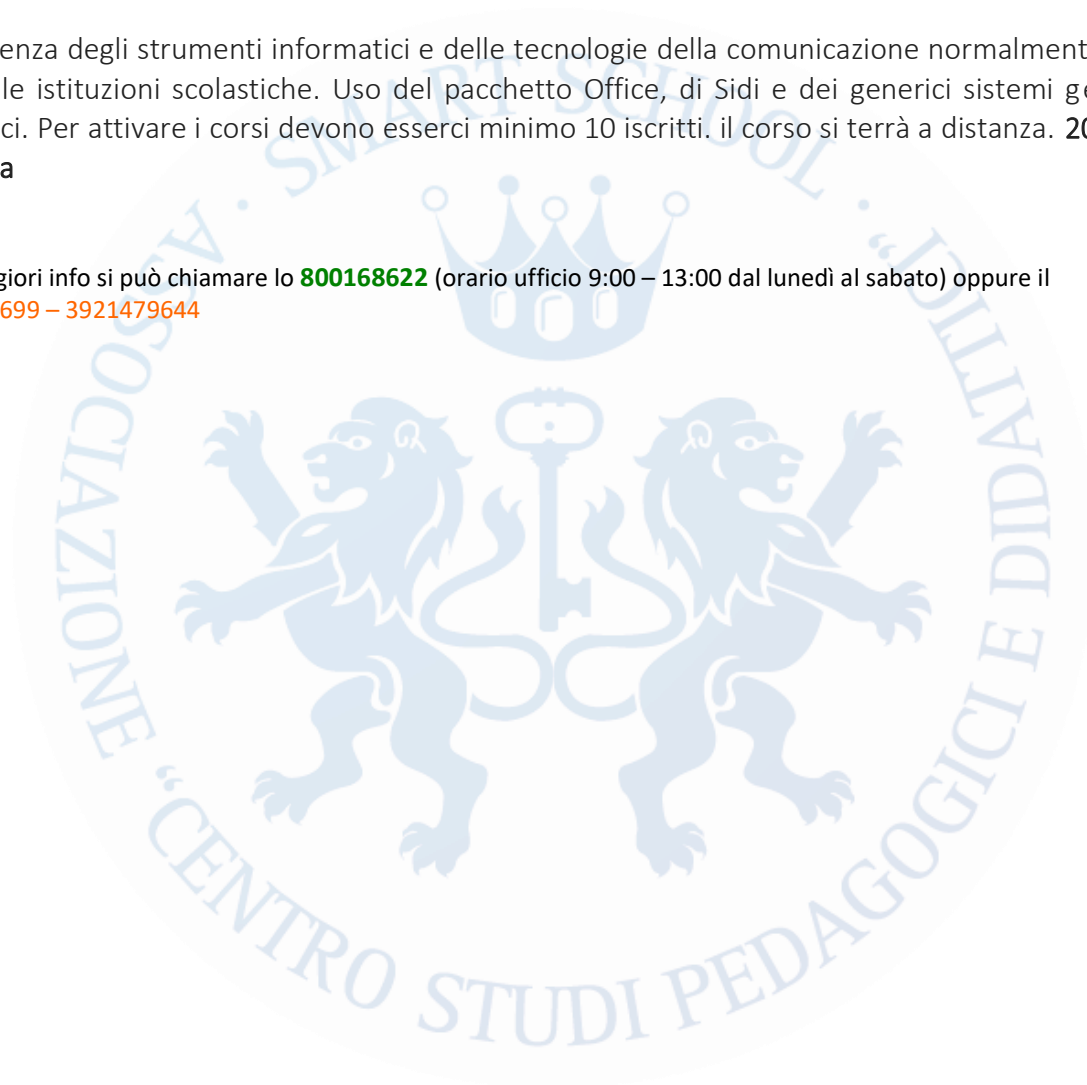 enza degli strumenti informatici e delle tecnologie della comunicazione normalment
le istituzioni scolastiche. Uso del pacchetto Office, di Sidi e dei generici sistemi ge
ci. Per attivare i corsi devono esserci minimo 10 iscritti. il corso si terrà a distanza. 20
a
giori info si può chiamare lo 800168622 (orario ufficio 9:00 – 13:00 dal lunedì al sabato) oppure il
699 – 3921479644
ASSOCIAZIONE "CENTRO STUDI PEDAGOGICI E DIDATTICI"
· SMART SCHOOL ·